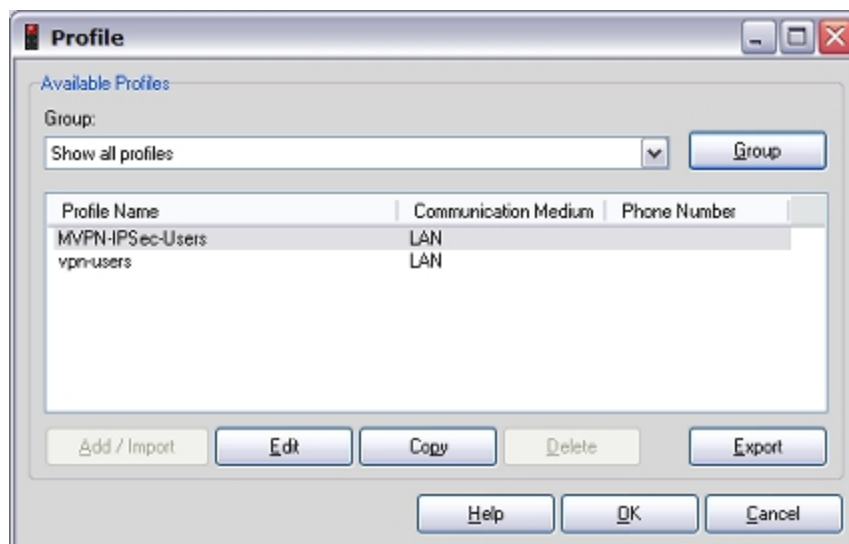 Profile
Available Profiles
Group:
Show all profiles
Group
Profile Name Communication Medium Phone Number
MVPN-IPSec-Users LAN
vpn-users LAN
Add / Import Edit Copy Delete Export
Help OK Cancel